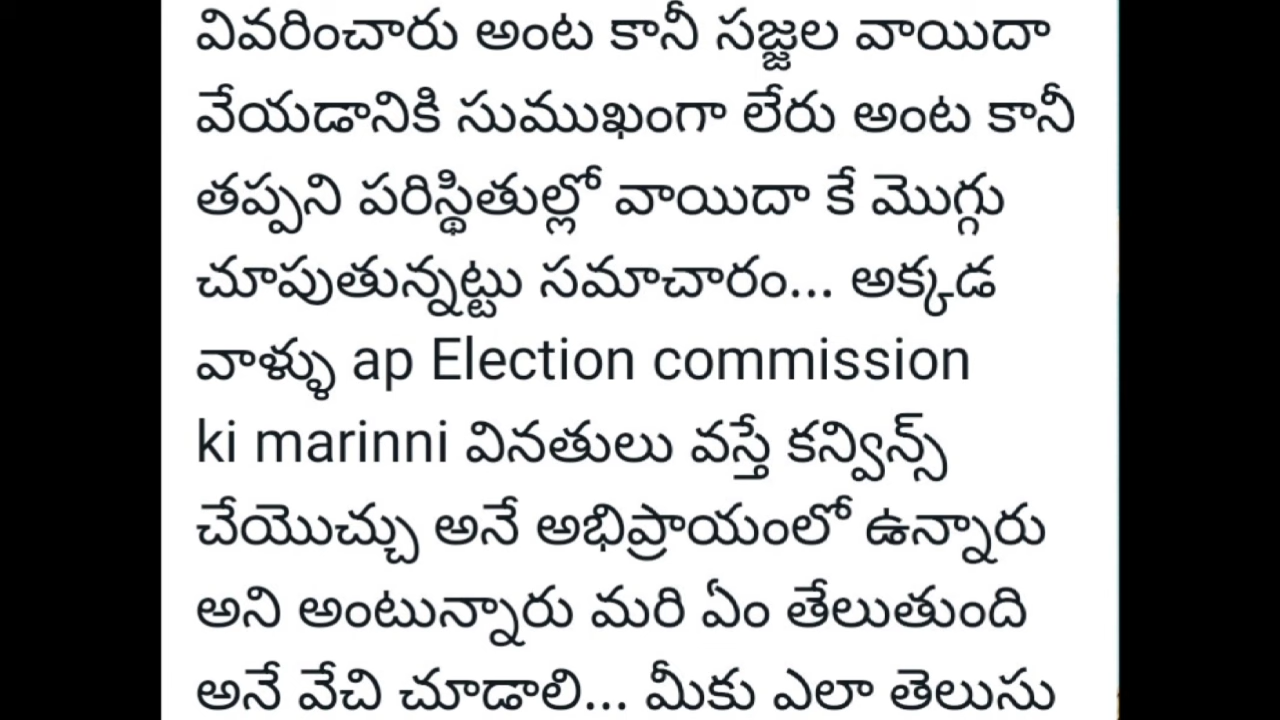 వివరించారు అంట కానీ సజ్జల వాయిదా
వేయడానికి సుముఖంగా లేరు అంట కానీ
తప్పని పరిస్థితుల్లో వాయిదా కే మొగ్గు
చూపుతున్నట్టు సమాచారం... అక్కడ
వాళ్ళు ap Election commission
ki marinni వినతులు వస్తే కన్విన్స్
చేయొచ్చు అనే అభిప్రాయంలో ఉన్నారు
అని అంటున్నారు మరి ఏం తేలుతుంది
అనే వేచి చూడాలి... మీకు ఎలా తెలుసు